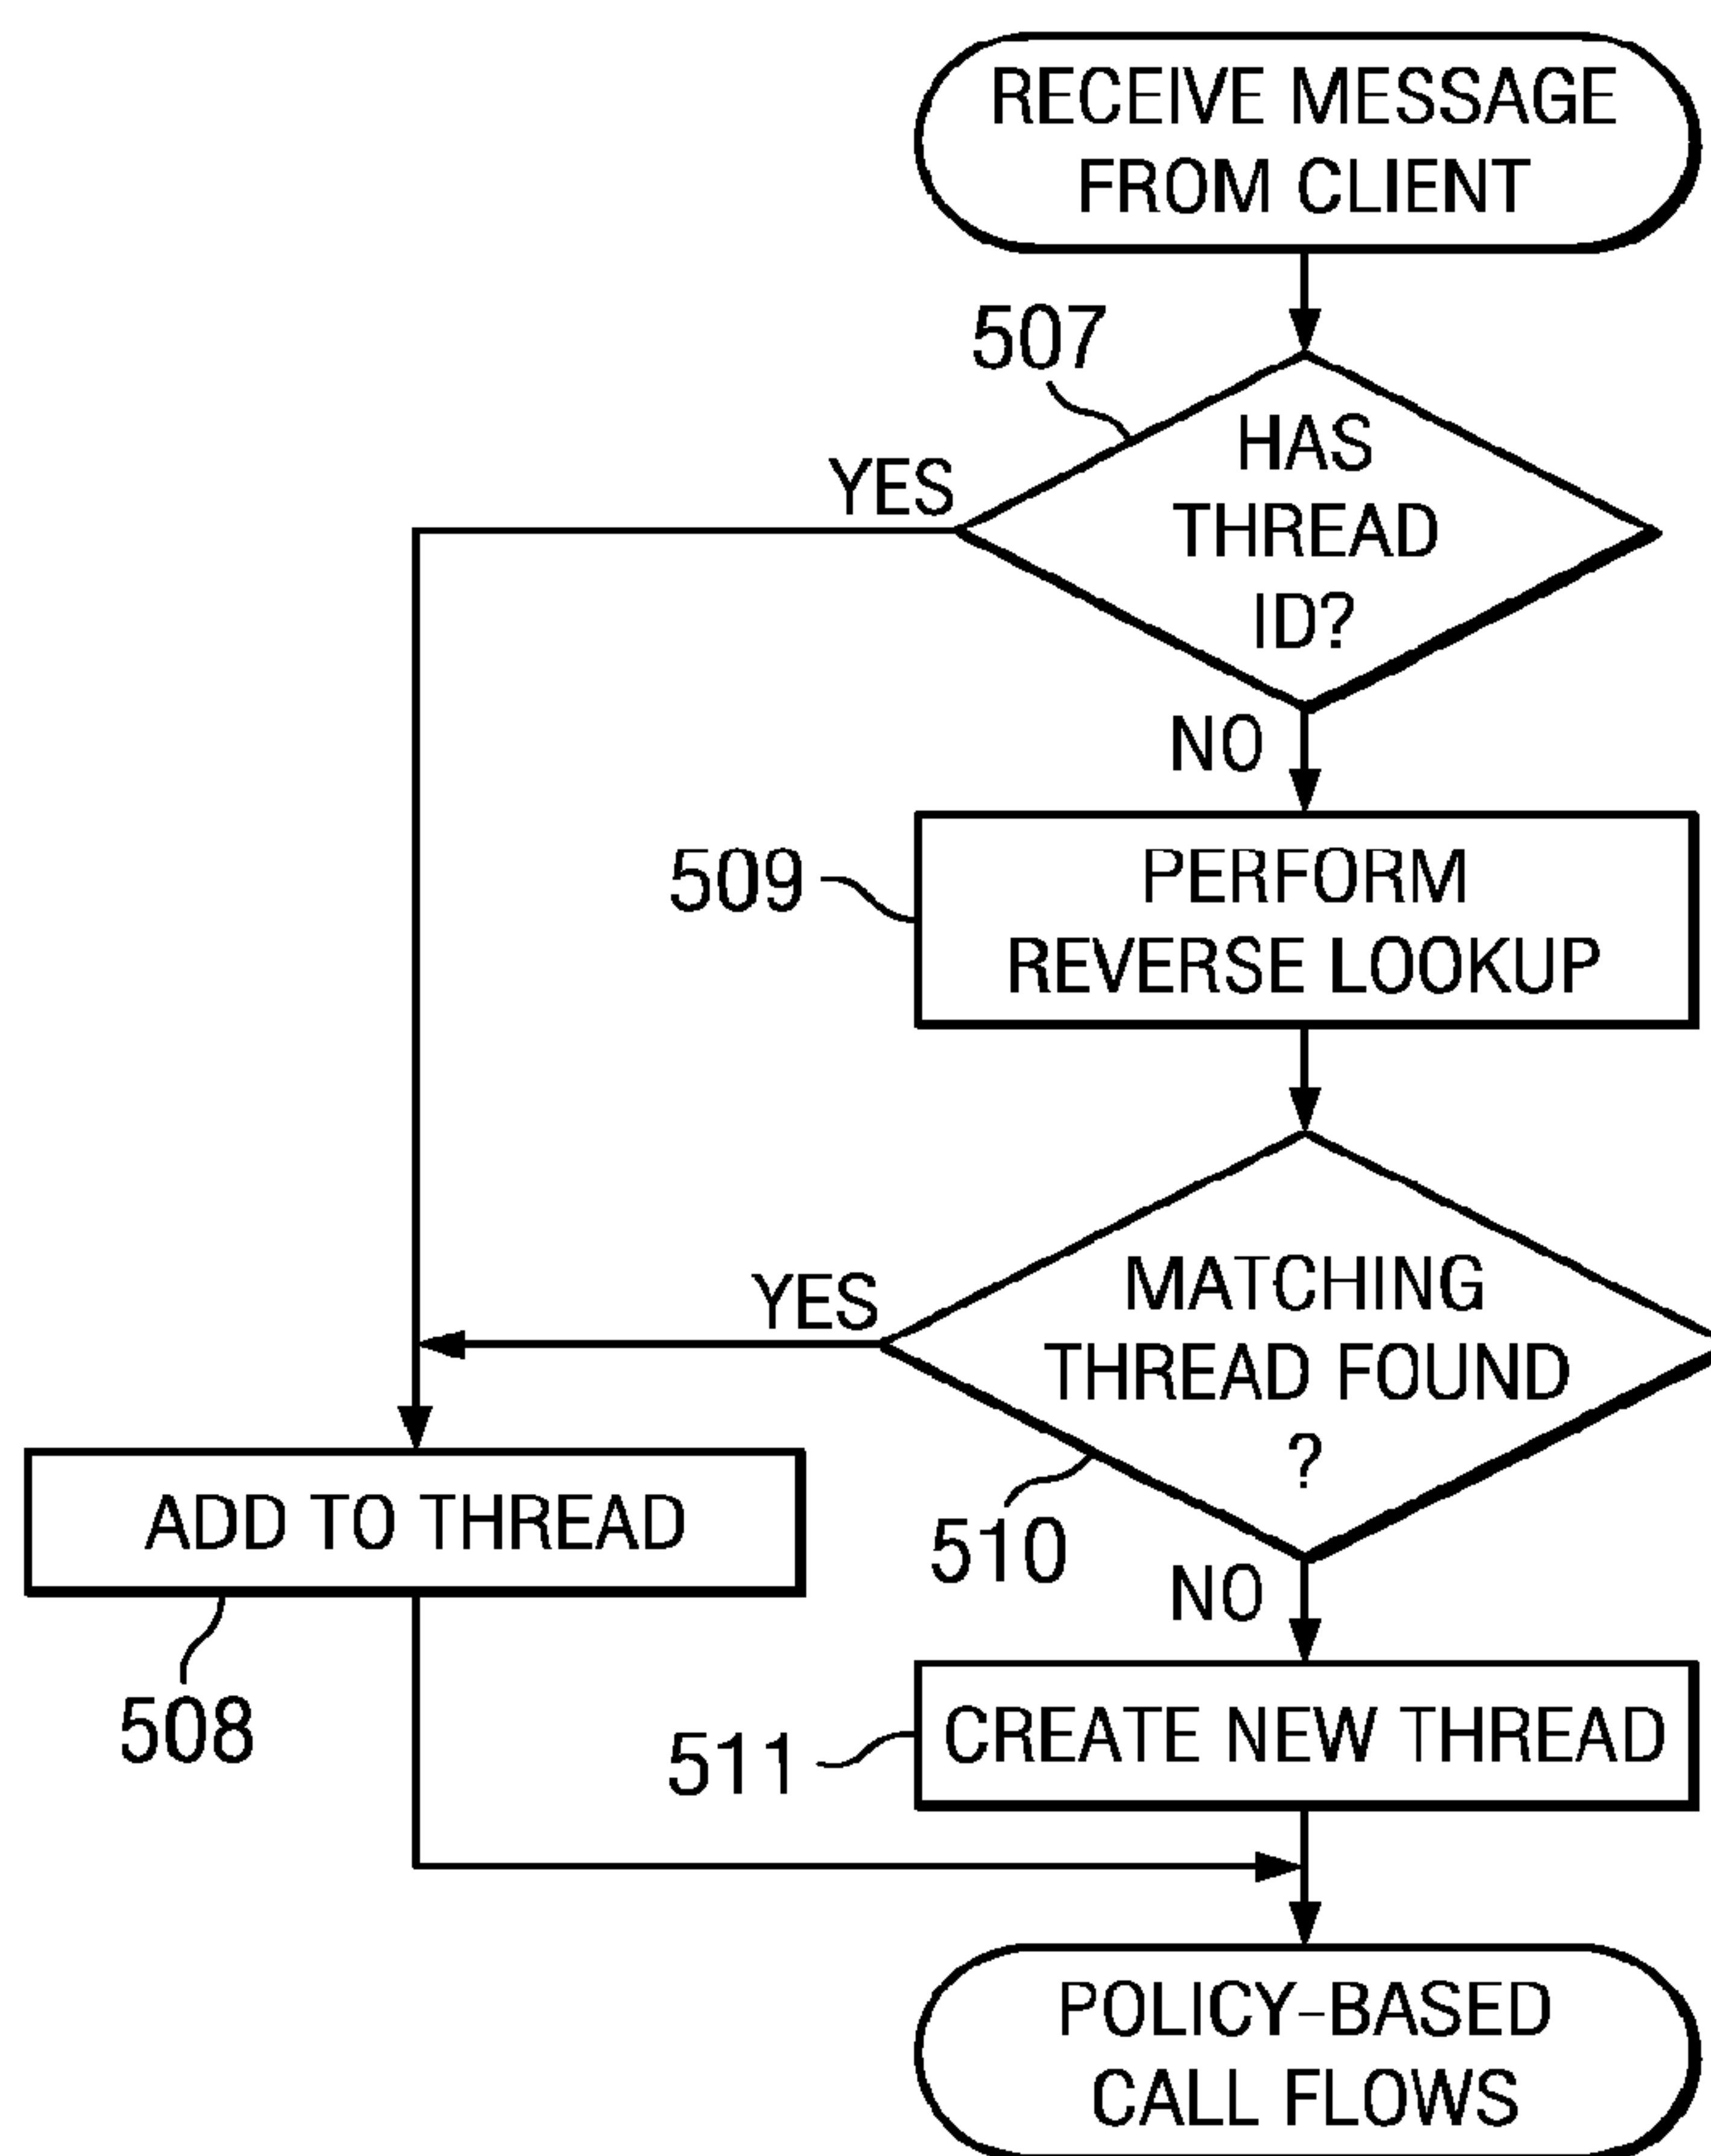 RECEIVE MESSAGE
FROM CLIENT
507
HAS
THREAD
ID?
YES
NO
509
PERFORM
REVERSE LOOKUP
MATCHING
THREAD FOUND
?
YES
510
NO
ADD TO THREAD
508
511
CREATE NEW THREAD
POLICY-BASED
CALL FLOWS